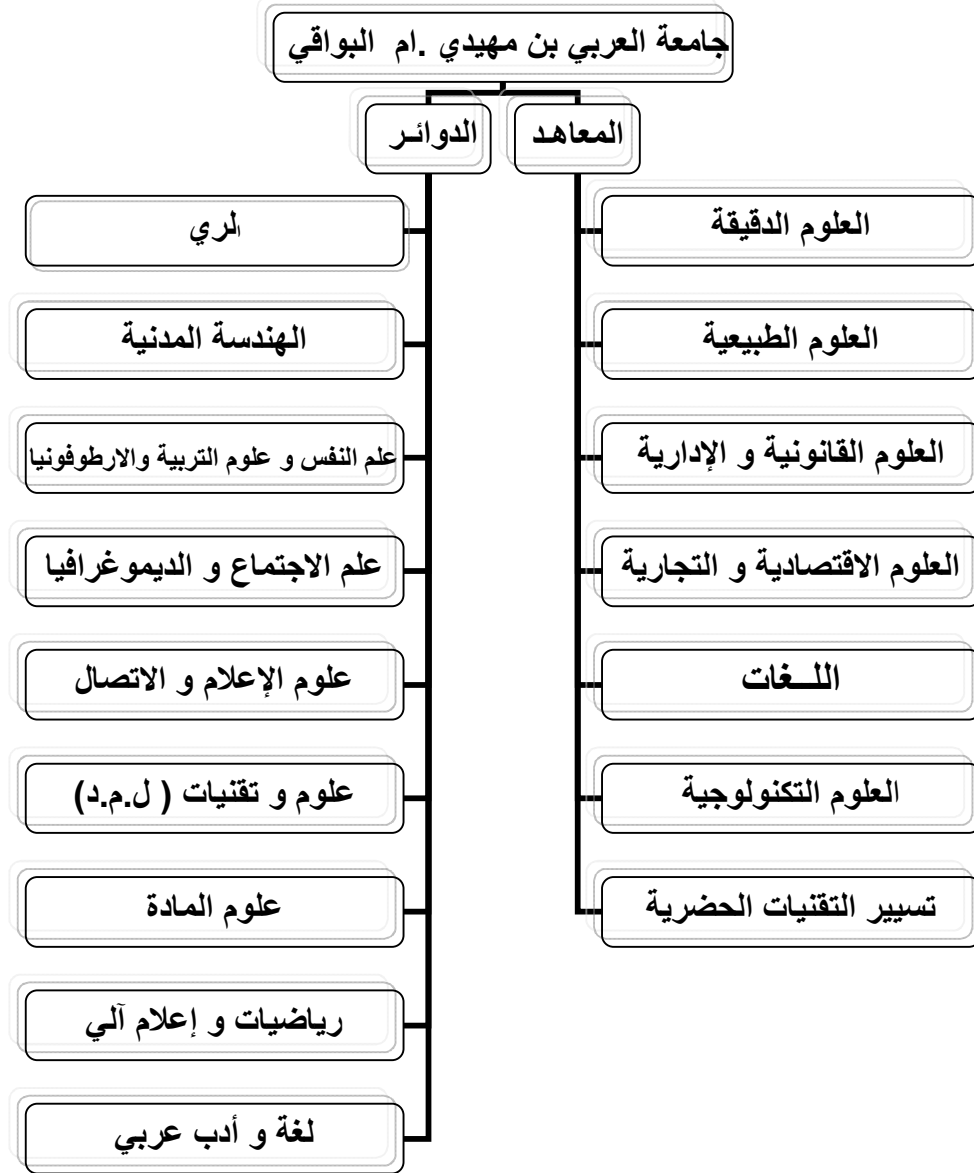 جامعة العربي بن مهيدي .ام البواقي
المعاهد
الدوائـر
العلوم الدقيقة
العلوم الطبيعية
العلوم القانونية و الإدارية
العلوم الاقتصادية و التجارية
اللــغات
العلوم التكنولوجية
تسيير التقنيات الحضرية
الري
الهندسة المدنية
علم النفس و علوم التربية والارطوفونيا
علم الاجتماع و الديموغرافيا
علوم الإعلام و الاتصال
علوم و تقنيات ( ل.م.د)
علوم المادة
رياضيات و إعلام آلي
لغة و أدب عربي